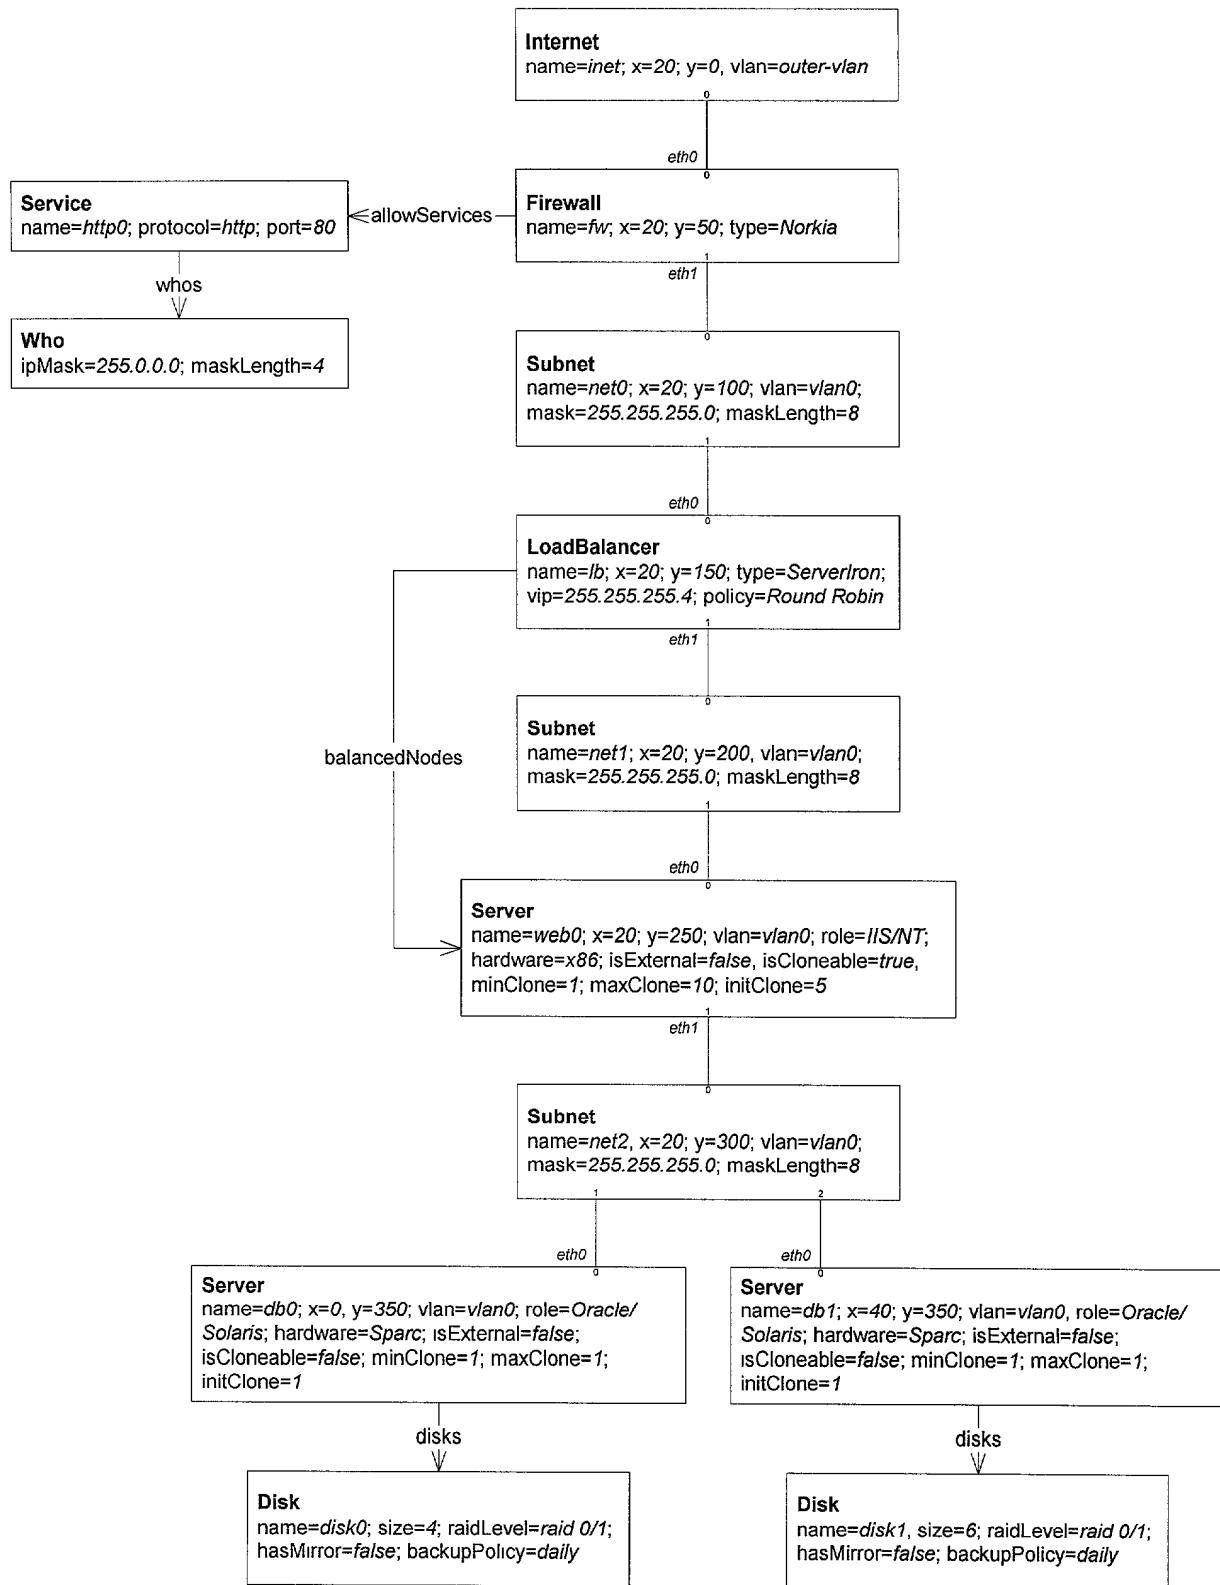 Internet
name=inet; x=20; y=0, vlan=outer-vlan
0
eth0
0
Service
name=http0; protocol=http; port=80
allowServices
Firewall
name=fw; x=20; y=50; type=Norkia
1
eth1
whos
Who
ipMask=255.0.0.0; maskLength=4
0
Subnet
name=net0; x=20; y=100; vlan=vlan0;
mask=255.255.255.0; maskLength=8
1
eth0
0
LoadBalancer
name=lb; x=20; y=150; type=ServerIron;
vip=255.255.255.4; policy=Round Robin
1
eth1
0
Subnet
name=net1; x=20; y=200, vlan=vlan0;
mask=255.255.255.0; maskLength=8
1
balancedNodes
eth0
0
Server
name=web0; x=20; y=250; vlan=vlan0; role=IIS/NT;
hardware=x86; isExternal=false, isCloneable=true,
minClone=1; maxClone=10; initClone=5
1
eth1
0
Subnet
name=net2, x=20; y=300; vlan=vlan0;
mask=255.255.255.0; maskLength=8
1
2
eth0
0
eth0
0
Server
name=db0; x=0, y=350; vlan=vlan0; role=Oracle/
Solaris; hardware=Sparc; isExternal=false;
isCloneable=false; minClone=1; maxClone=1;
initClone=1
Server
name=db1; x=40; y=350; vlan=vlan0, role=Oracle/
Solaris; hardware=Sparc; isExternal=false;
isCloneable=false; minClone=1; maxClone=1;
initClone=1
disks
disks
Disk
name=disk0; size=4; raidLevel=raid 0/1;
hasMirror=false; backupPolicy=daily
Disk
name=disk1, size=6; raidLevel=raid 0/1;
hasMirror=false; backupPolicy=daily